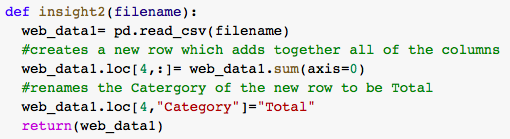 def insight2(filename):
  web_data1= pd.read_csv(filename)
  #creates a new row which adds together all of the columns
  web_data1.loc[4,:]= web_data1.sum(axis=0)
  #renames the Catergory of the new row to be Total
  web_data1.loc[4,"Category"]="Total"
  return(web_data1)